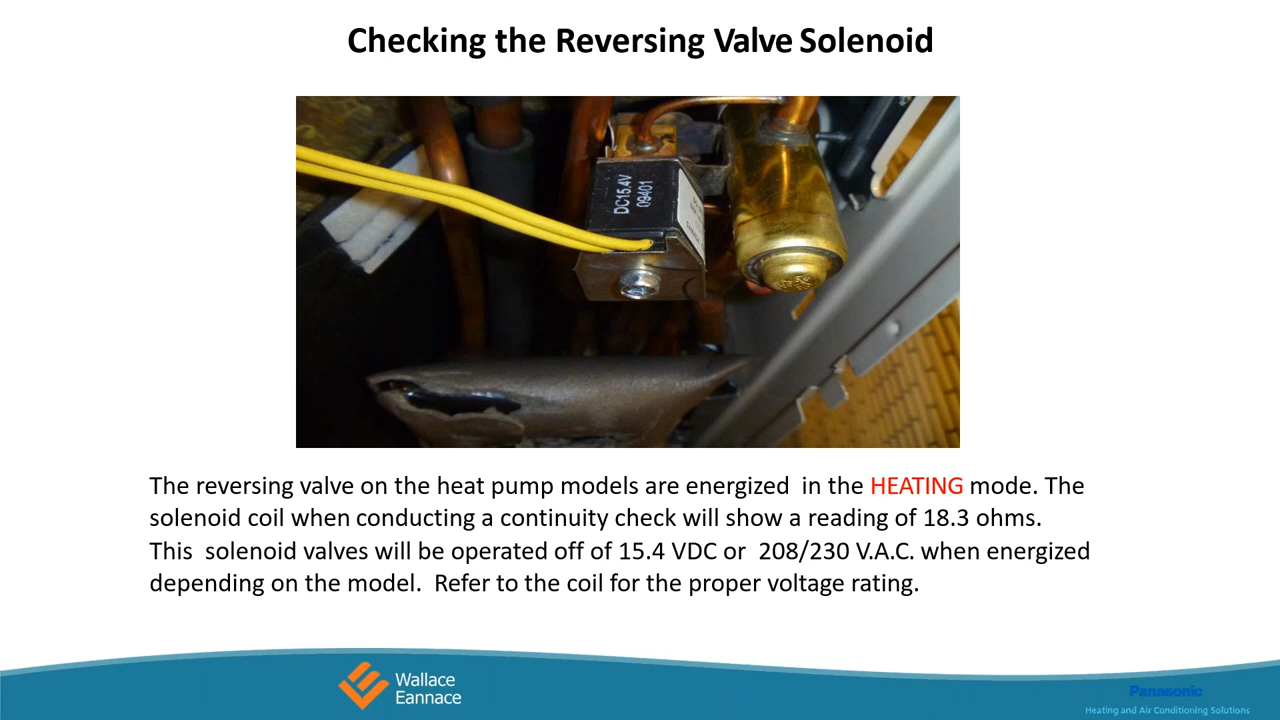 Checking the Reversing Valve Solenoid
DC15.4V
09401
The reversing valve on the heat pump models are energized  in the HEATING mode. The
solenoid coil when conducting a continuity check will show a reading of 18.3 ohms.
This  solenoid valves will be operated off of 15.4 VDC or  208/230 V.A.C. when energized
depending on the model.  Refer to the coil for the proper voltage rating.
Wallace
Eannace
Panasonic
Heating and Air Conditioning Solutions